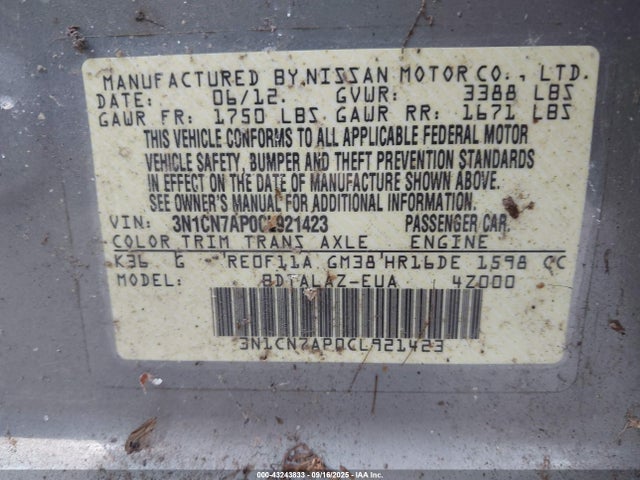 MANUFACTURED BY NISSAN MOTOR CO., LTD.
DATE: 06/12. GVWR: 3388 LBS
GAWR FR: 1750 LBS GAWR RR: 1671 LBS
THIS VEHICLE CONFORMS TO ALL APPLICABLE FEDERAL MOTOR
VEHICLE SAFETY, BUMPER AND THEFT PREVENTION STANDARDS
IN EFFECT ON THE DATE OF MANUFACTURE SHOWN ABOVE.
SEE OWNER'S MANUAL FOR ADDITIONAL INFORMATION.
VIN: 3N1CN7AP0CL921423 PASSENGER CAR.
COLOR TRIM TRANS AXLE ENGINE
K36 G RE0F11A GM38 HR16DE 1598 CC
MODEL: BDTALAZ-EUA 4Z000
3N1CN7AP0CL921423
IAA - 43243833 - 09/16/2025 - IAAI.COM